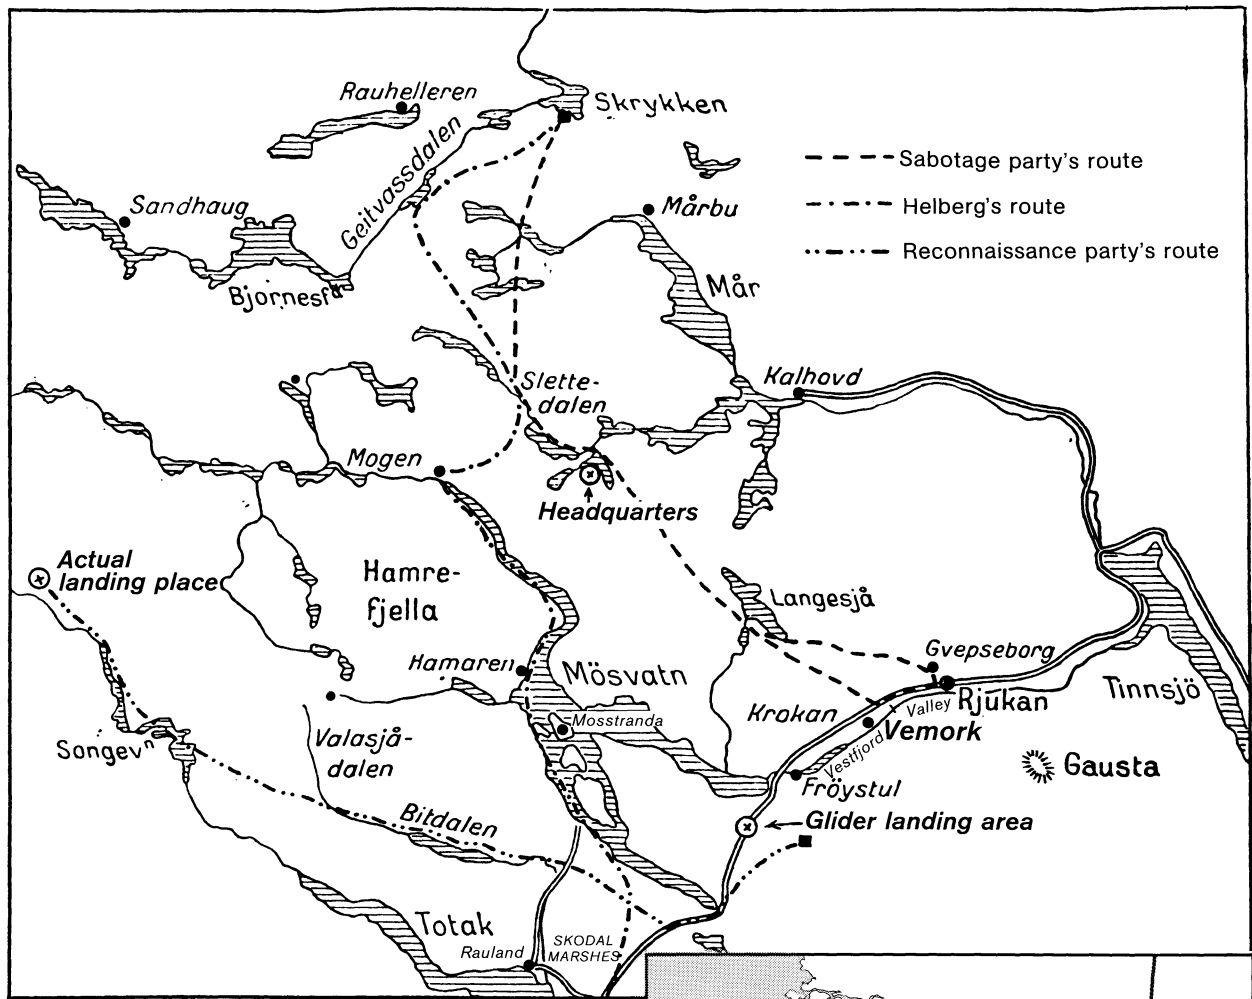 Rauhelleren
Skrykken
Geitvassdalen
Sabotage party's route
Sandhaug
Mårbu
Helberg's route
Reconnaissance party's route
Mår
Slette-
dalen
Kalhovd
Mogen
Headquarters
Actual
landing place
Hamre-
fjella
Langesjå
Hamaren
Mösvatn
Gvepseborg
Tinnsjö
Rjukan
Valley
Krokan
Mosstranda
Vemork
Vestfjord
Valasjå-
dalen
Gausta
Fröystul
Bitdalen
Glider landing area
Totak
Rauland
SKODAL
MARSHES